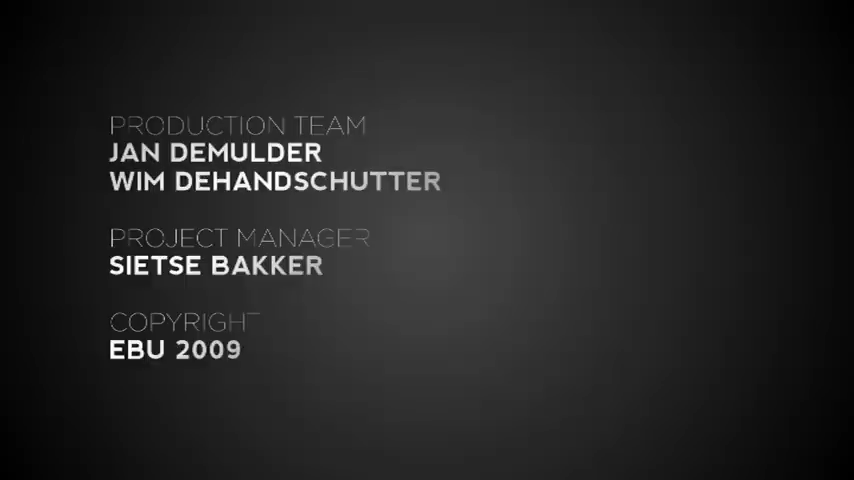 PRODUCTION TEAM
JAN DEMULDER
WIM DEHANDSCHUTTER
PROJECT MANAGER
SIETSE BAKKER
COPYRIGHT
EBU 2009